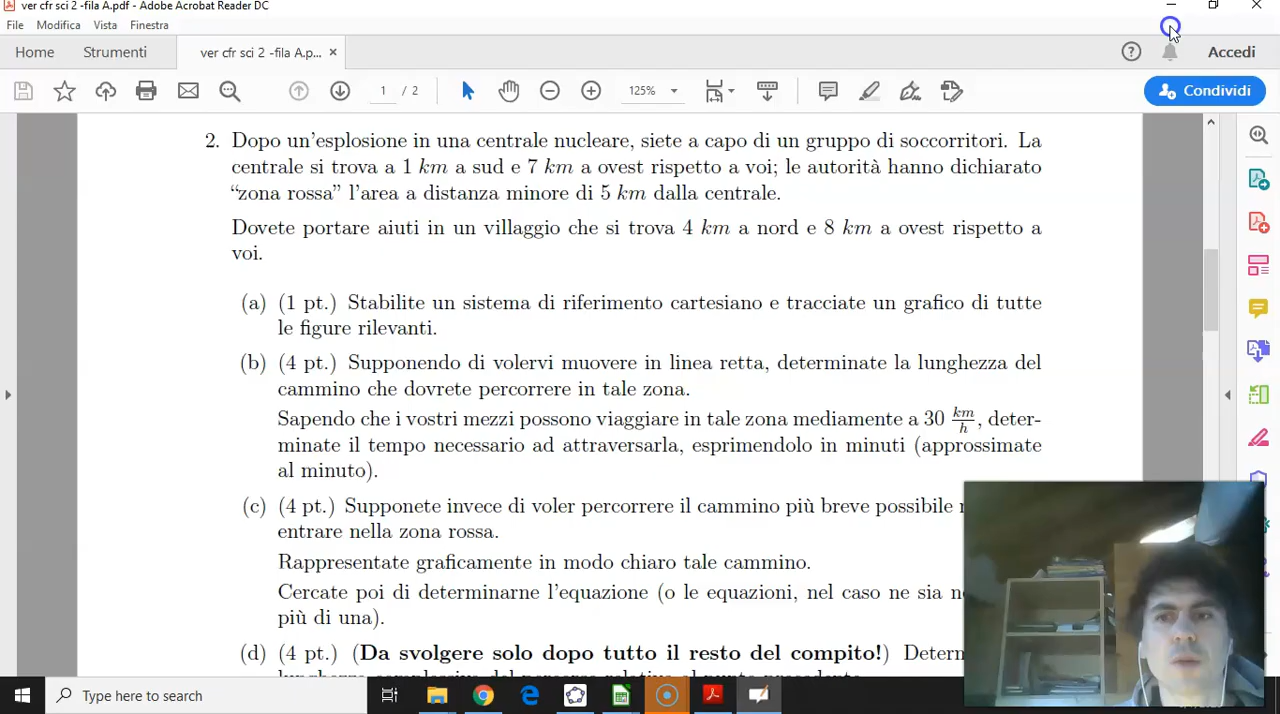 ver cfr sci 2 -fila A.pdf - Adobe Acrobat Reader DC
File Modifica Vista Finestra
Home Strumenti ver cfr sci 2 -fila A.p... × Accedi
1 / 2 125% Condividi
2. Dopo un'esplosione in una centrale nucleare, siete a capo di un gruppo di soccorritori. La
centrale si trova a 1 km a sud e 7 km a ovest rispetto a voi; le autorità hanno dichiarato
“zona rossa” l'area a distanza minore di 5 km dalla centrale.
Dovete portare aiuti in un villaggio che si trova 4 km a nord e 8 km a ovest rispetto a
voi.
(a) (1 pt.) Stabilite un sistema di riferimento cartesiano e tracciate un grafico di tutte
le figure rilevanti.
(b) (4 pt.) Supponendo di volervi muovere in linea retta, determinate la lunghezza del
cammino che dovrete percorrere in tale zona.
Sapendo che i vostri mezzi possono viaggiare in tale zona mediamente a 30 km/h, deter-
minate il tempo necessario ad attraversarla, esprimendolo in minuti (approssimate
al minuto).
(c) (4 pt.) Supponete invece di voler percorrere il cammino più breve possibile
entrare nella zona rossa.
Rappresentate graficamente in modo chiaro tale cammino.
Cercate poi di determinarne l'equazione (o le equazioni, nel caso ne sia
più di una).
(d) (4 pt.) (Da svolgere solo dopo tutto il resto del compito!)
Type here to search